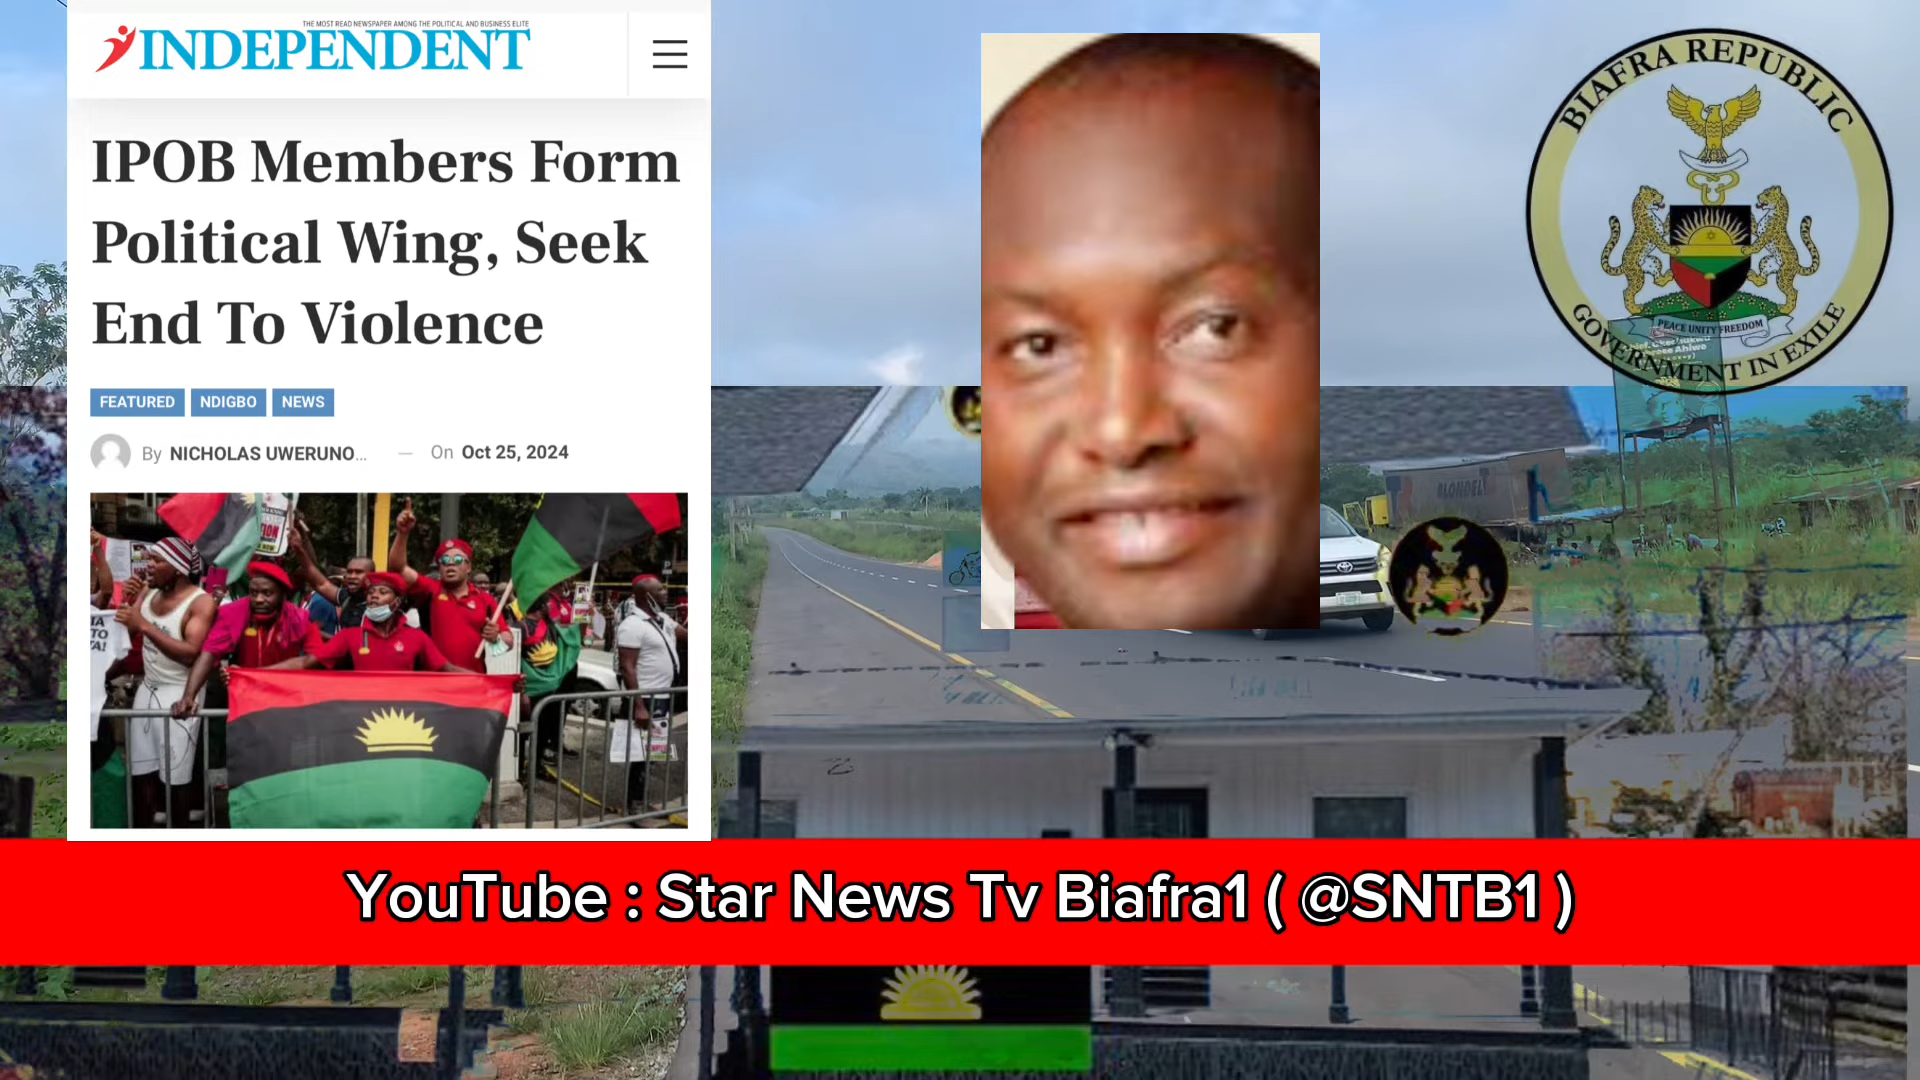 THE MOST READ NEWSPAPER AMONG THE POLITICAL AND BUSINESS ELITE
INDEPENDENT
IPOB Members Form
Political Wing, Seek
End To Violence
FEATURED NDIGBO NEWS
By NICHOLAS UWERUNO... — On Oct 25, 2024
BIAFRA REPUBLIC
PEACE UNITY FREEDOM
GOVERNMENT IN EXILE
YouTube : Star News Tv Biafra1 ( @SNTB1 )